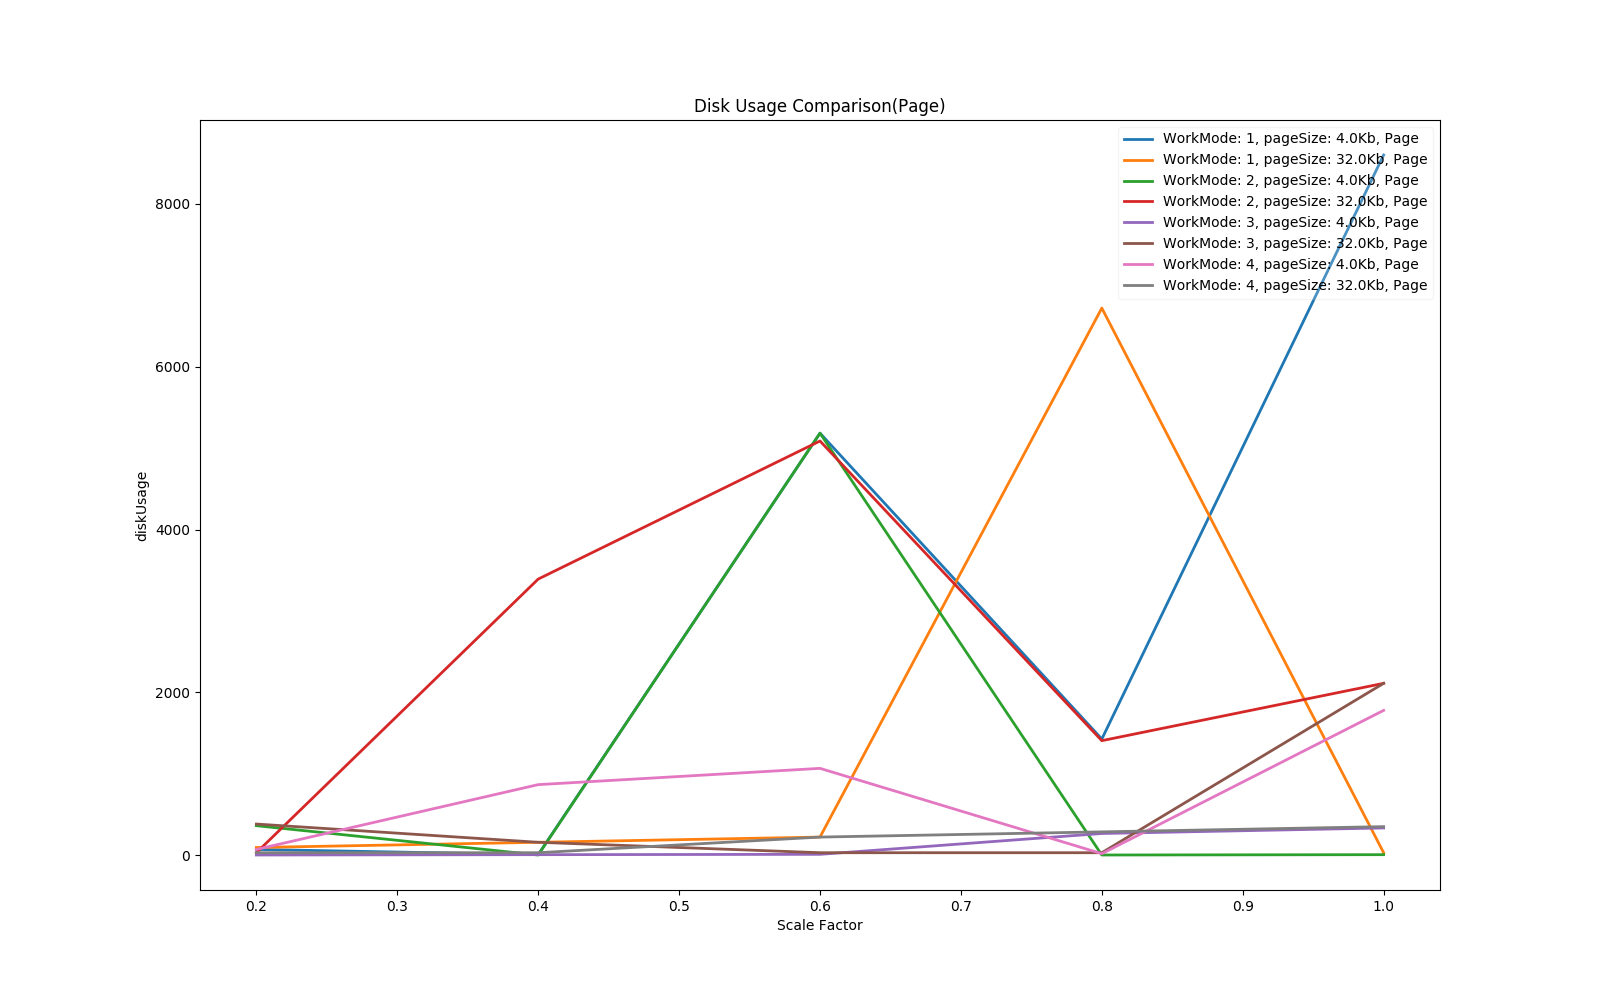 Disk Usage Comparison(Page)
WorkMode: 1, pageSize: 4.0Kb, Page
WorkMode: 1, pageSize: 32.0Kb, Page
WorkMode: 2, pageSize: 4.0Kb, Page
WorkMode: 2, pageSize: 32.0Kb, Page
WorkMode: 3, pageSize: 4.0Kb, Page
WorkMode: 3, pageSize: 32.0Kb, Page
WorkMode: 4, pageSize: 4.0Kb, Page
WorkMode: 4, pageSize: 32.0Kb, Page
8000
6000
4000
2000
0
diskUsage
0.2 0.3 0.4 0.5 0.6 0.7 0.8 0.9 1.0
Scale Factor